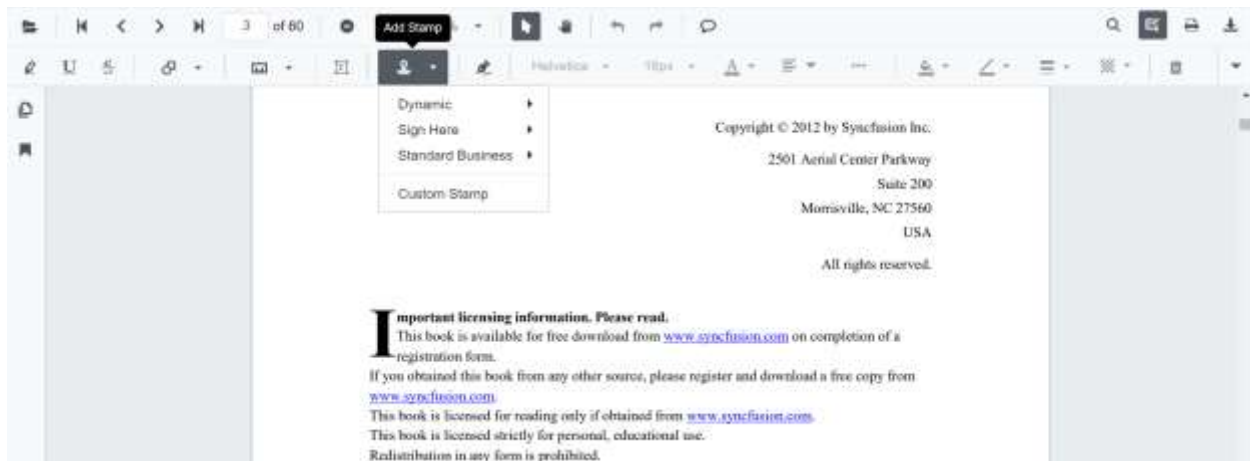 3 of 60
Add Stamp
U S
Helvetica
Dynamic
Sign Here
Standard Business
Custom Stamp
Copyright © 2012 by Syncfusion Inc.
2501 Aerial Center Parkway
Suite 200
Morrisville, NC 27560
USA
All rights reserved.
Important licensing information. Please read.
This book is available for free download from www.syncfusion.com on completion of a
registration form.
If you obtained this book from any other source, please register and download a free copy from
www.syncfusion.com.
This book is licensed for reading only if obtained from www.syncfusion.com.
This book is licensed strictly for personal, educational use.
Redistribution in any form is prohibited.